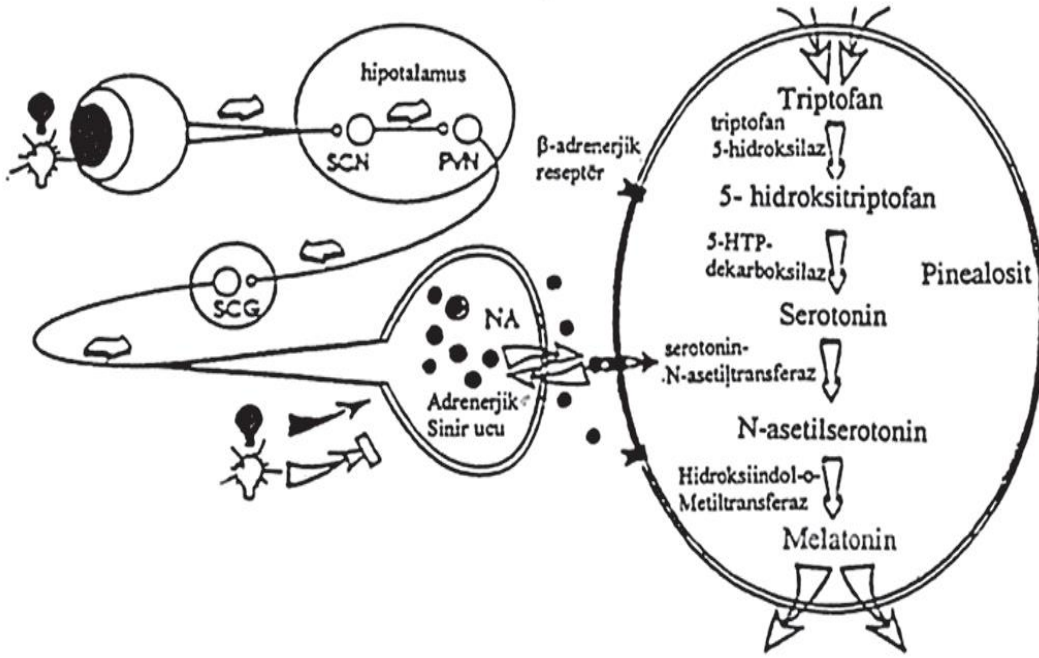 hipotalamus
SCN
PVN
SCG
NA
Adrenerjik
Sinir ucu
β-adrenerjik
reseptör
Triptofan
triptofan
5-hidroksilaz
5- hidroksitriptofan
5-HTP-
dekarboksilaz
Pinealosit
Serotonin
serotonin-
N-asetiltransferaz
N-asetilserotonin
Hidroksiindol-o-
Metiltransferaz
Melatonin